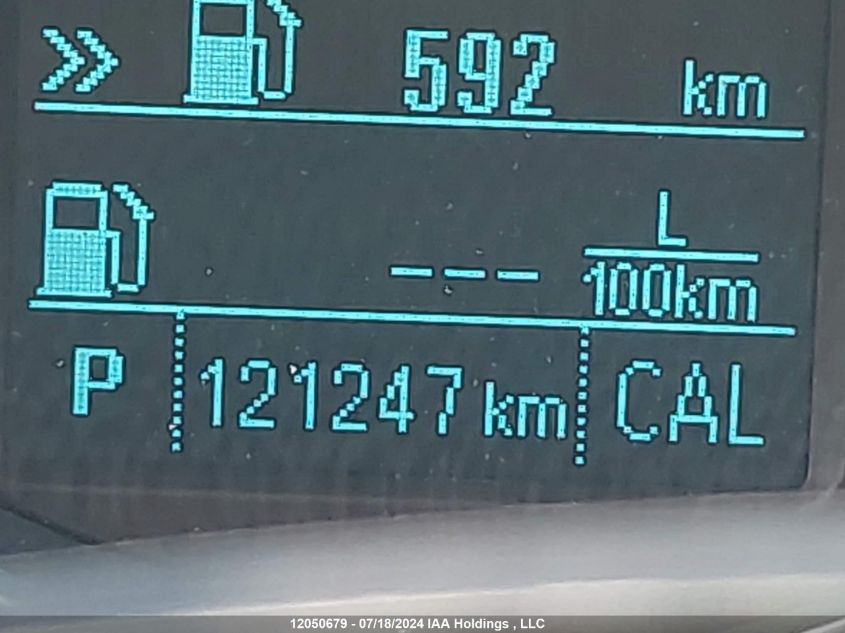 592 km
--- L/100km
P 121247 km CAL
12050679 - 07/18/2024 IAA Holdings , LLC